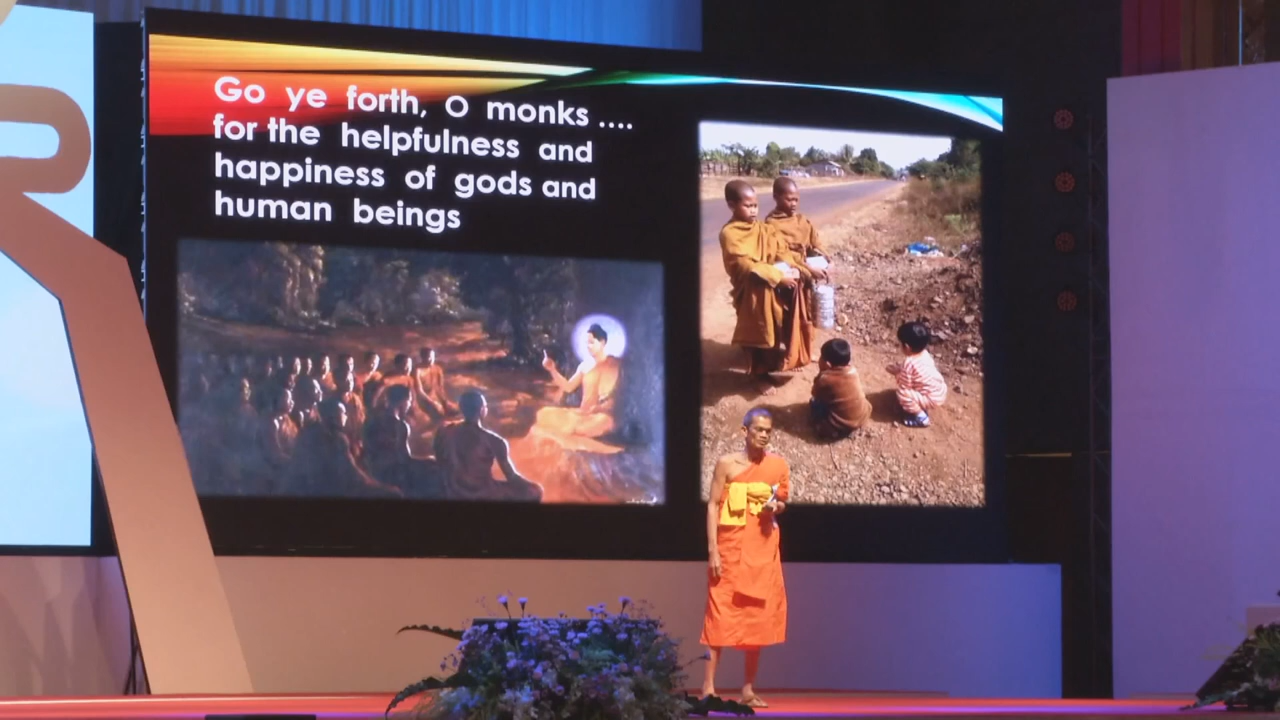 Go ye forth, O monks ....
for the helpfulness and
happiness of gods and
human beings